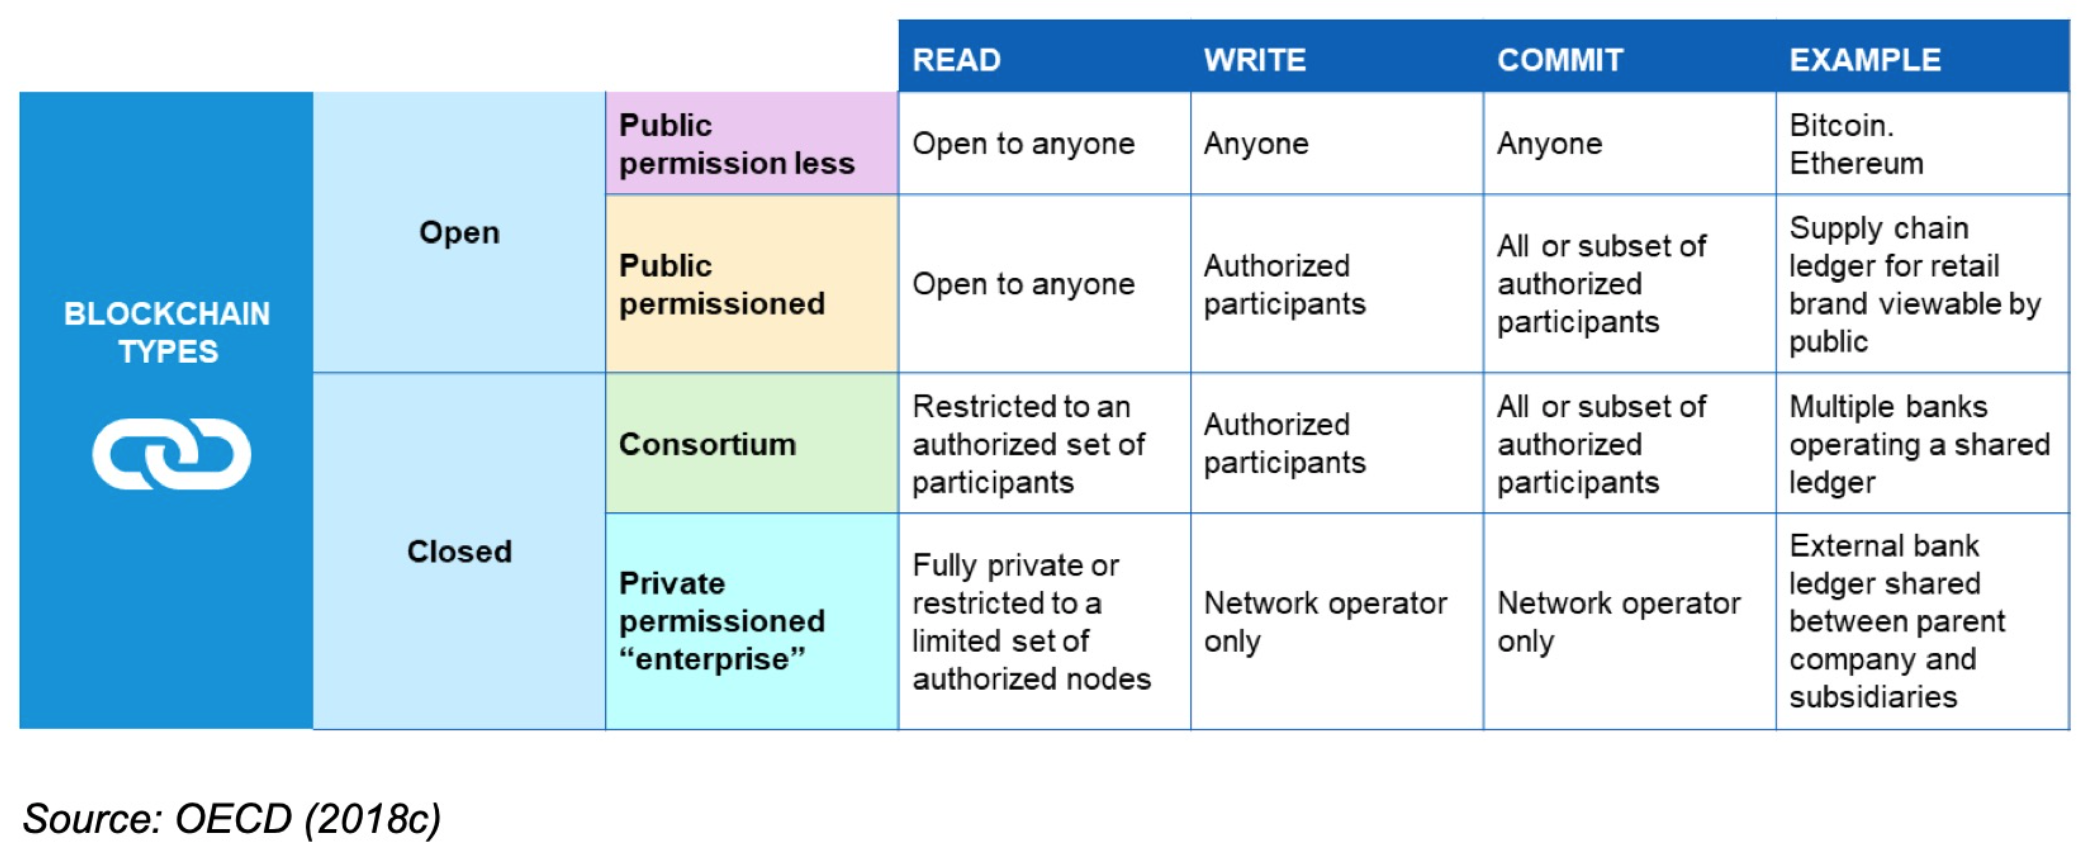 READ WRITE COMMIT EXAMPLE
BLOCKCHAIN
TYPES
Open
Public
permission less
Open to anyone
Anyone
Anyone
Bitcoin.
Ethereum
Public
permissioned
Open to anyone
Authorized
participants
All or subset of
authorized
participants
Supply chain
ledger for retail
brand viewable by
public
Closed
Consortium
Restricted to an
authorized set of
participants
Authorized
participants
All or subset of
authorized
participants
Multiple banks
operating a shared
ledger
Private
permissioned
“enterprise”
Fully private or
restricted to a
limited set of
authorized nodes
Network operator
only
Network operator
only
External bank
ledger shared
between parent
company and
subsidiaries
Source: OECD (2018c)